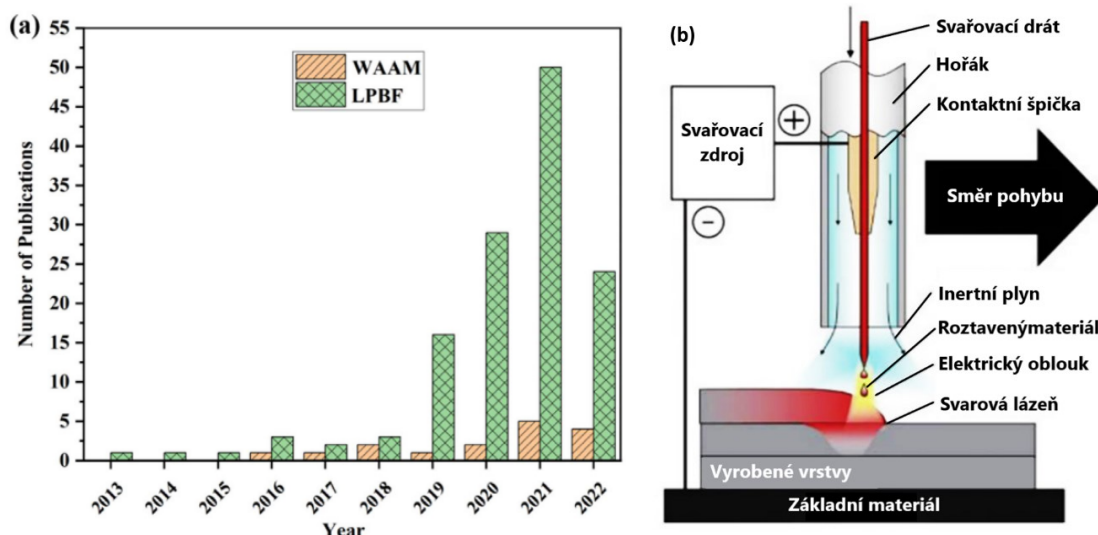 (a)
55
50
45
40
35
30
25
20
15
10
5
0
Number of Publications
WAAM
LPBF
2013
2014
2015
2016
2017
2018
2019
2020
2021
2022
Year
(b)
Svařovací drát
Hořák
Kontaktní špička
Svařovací
zdroj
+
−
Směr pohybu
Inertní plyn
Roztavenýmateriál
Elektrický oblouk
Svarová lázeň
Vyrobené vrstvy
Základní materiál